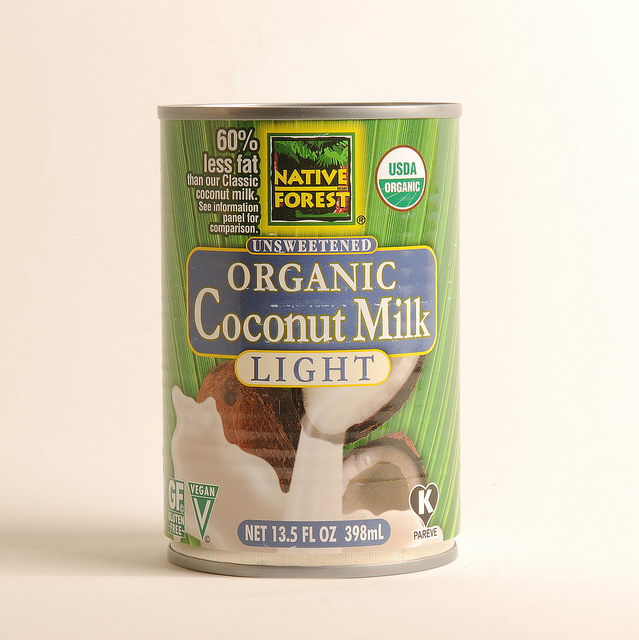 60%
less fat
than our Classic
coconut milk.
See information
panel for
comparison.
NATIVE
FOREST
®
USDA
ORGANIC
UNSWEETENED
ORGANIC
Coconut Milk
LIGHT
GF
GLUTEN
-FREE-
VEGAN
V
NET 13.5 FL OZ 398mL
K
PAREVE